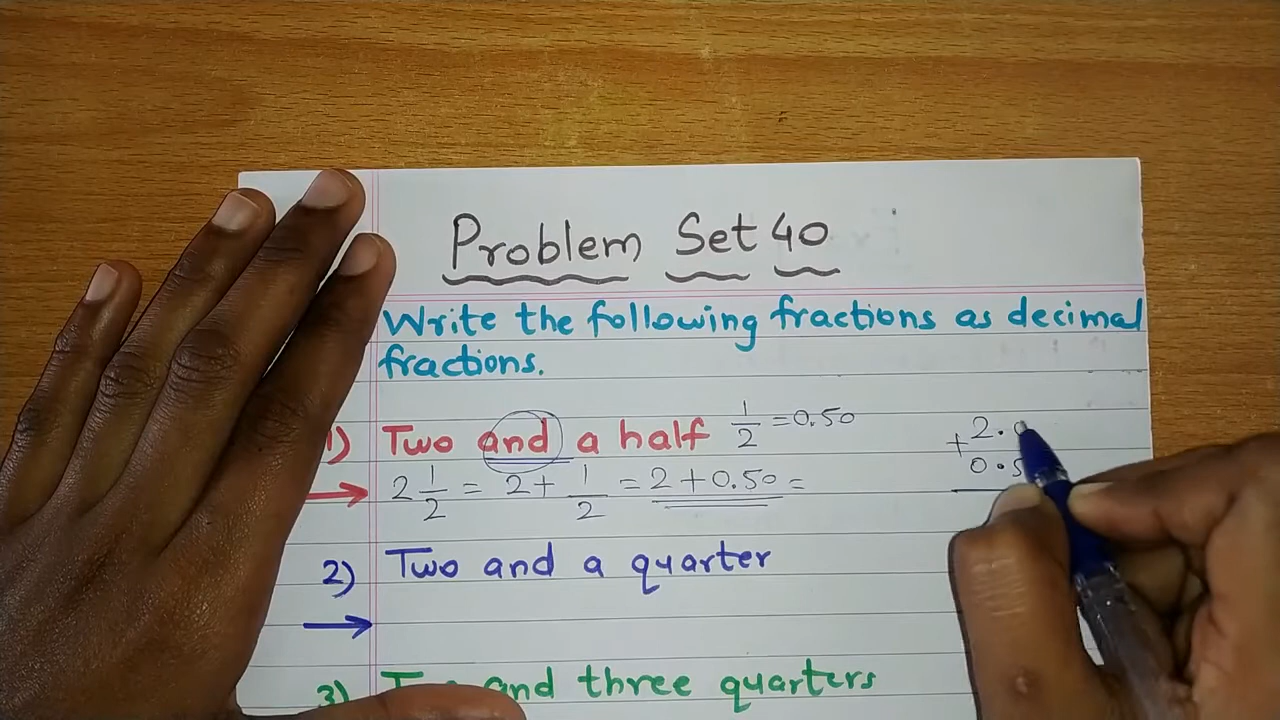 Problem Set 40
Write the following fractions as decimal
fractions.
1) Two and a half 1/2 = 0.50
2 1/2 = 2 + 1/2 = 2 + 0.50 =
2.0
+
0.5
2) Two and a quarter
3) and three quarters